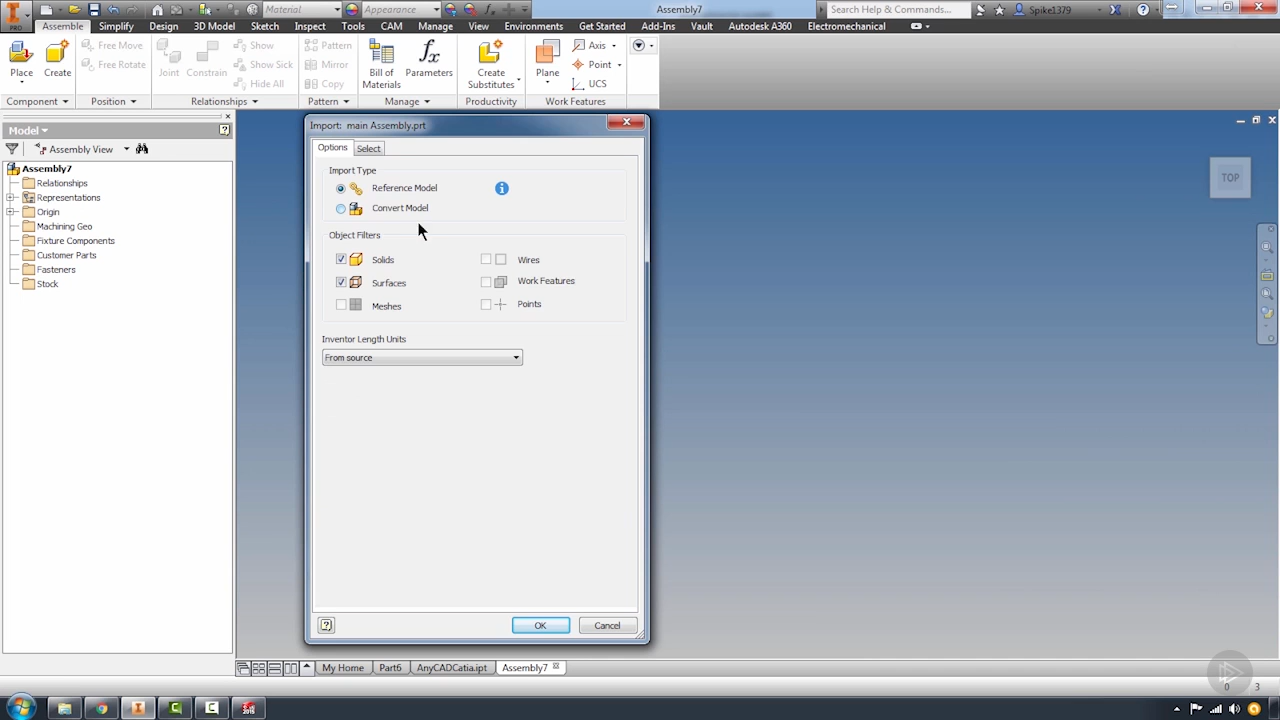 PRO
Material
Appearance
Assembly7
Search Help & Commands...
Spike1379
Assemble Simplify Design 3D Model Sketch Inspect Tools CAM Manage View Environments Get Started Add-Ins Vault Autodesk A360 Electromechanical
Place
Create
Free Move
Free Rotate
Joint
Constrain
Show
Show Sick
Hide All
Pattern
Mirror
Copy
Bill of
Materials
Parameters
Create
Substitutes
Plane
Axis
Point
UCS
Component Position Relationships Pattern Manage Productivity Work Features
Model
Assembly View
Assembly7
Relationships
Representations
Origin
Machining Geo
Fixture Components
Customer Parts
Fasteners
Stock
Import: main Assembly.prt
Options Select
Import Type
Reference Model
Convert Model
Object Filters
Solids Wires
Surfaces Work Features
Meshes Points
Inventor Length Units
From source
OK Cancel
TOP
My Home Part6 AnyCADCatia.ipt Assembly7
0 3